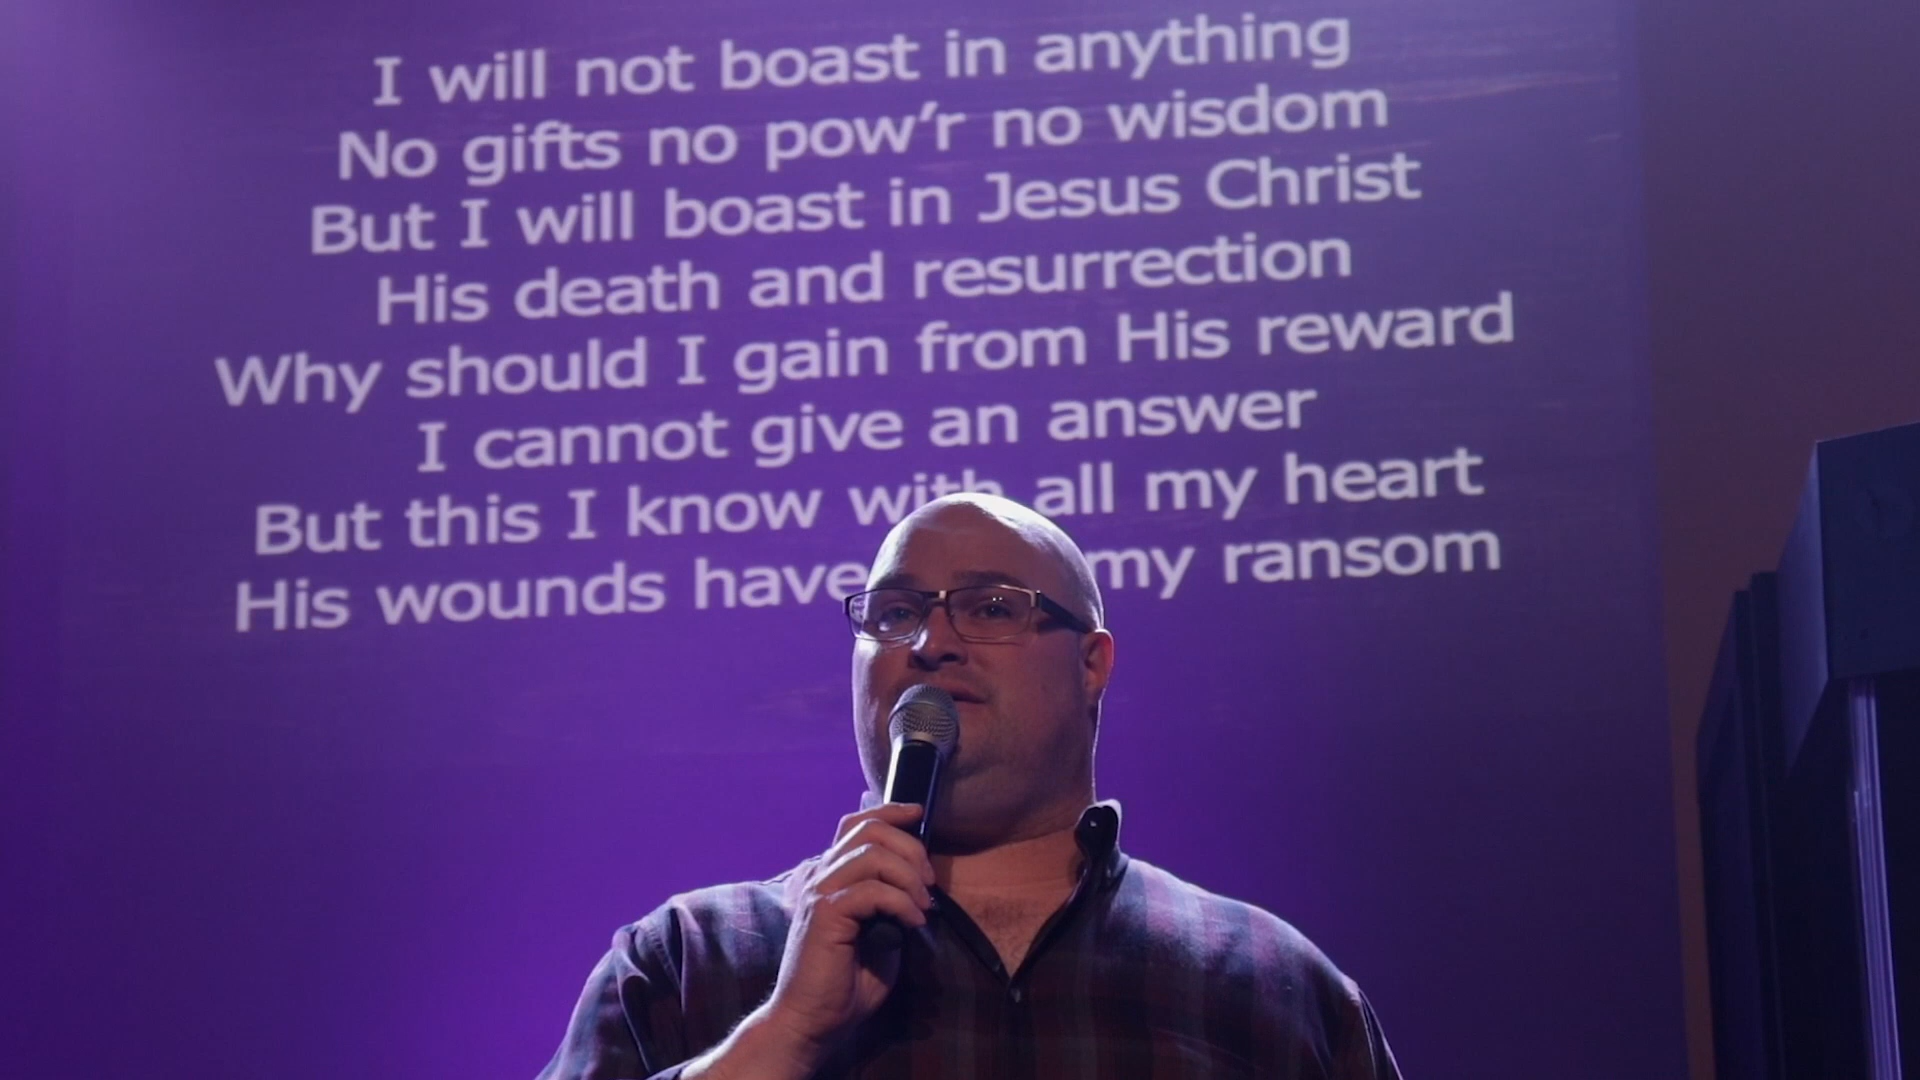 I will not boast in anything
No gifts no pow'r no wisdom
But I will boast in Jesus Christ
His death and resurrection
Why should I gain from His reward
I cannot give an answer
But this I know with all my heart
His wounds have my ransom